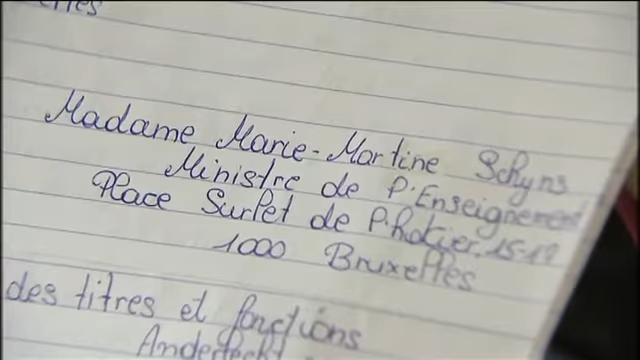 Madame Marie-Martine Schyns
Ministre de l'Enseignement
Place Surlet de Chokier, 15-17
1000 Bruxelles
des titres et fonctions
Anderlecht